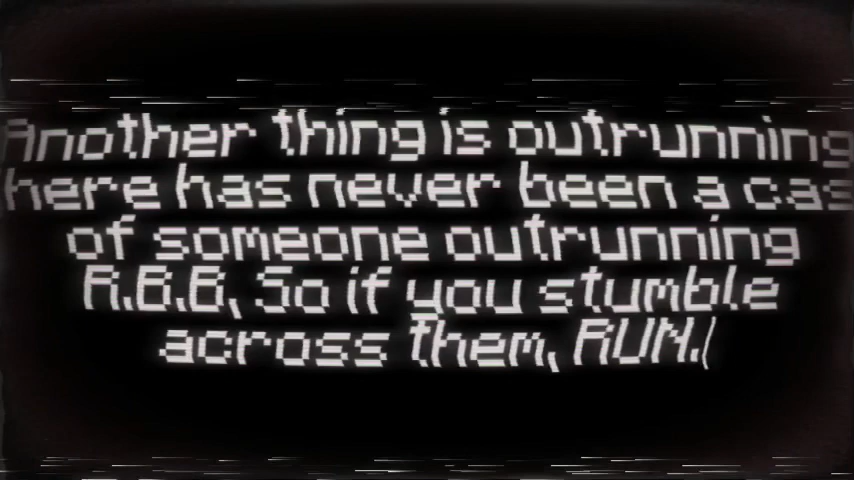 Another thing is outrunning
here has never been a cas
of someone outrunning
R.B.B, So if you stumble
across them, RUN.(